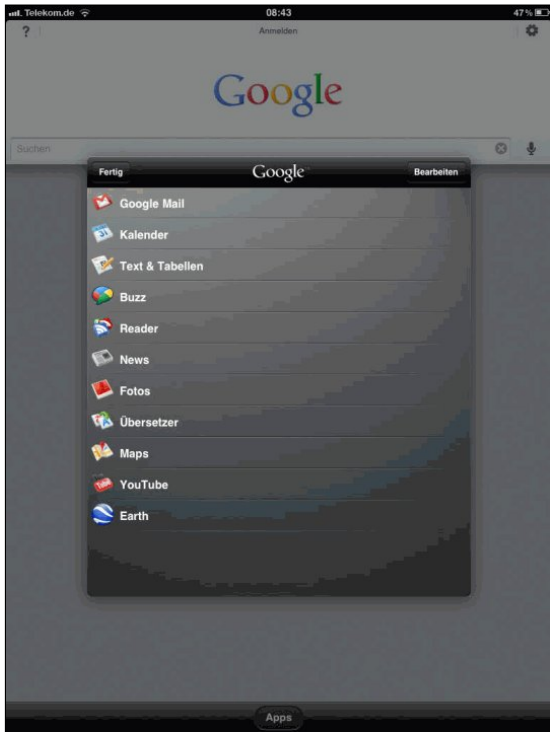 Telekom.de 08:43 47 %
? Anmelden
Google
Suchen
Fertig Google Bearbeiten
Google Mail
31 Kalender
Text & Tabellen
Buzz
Reader
News
Fotos
Übersetzer
Maps
YouTube
Earth
Apps